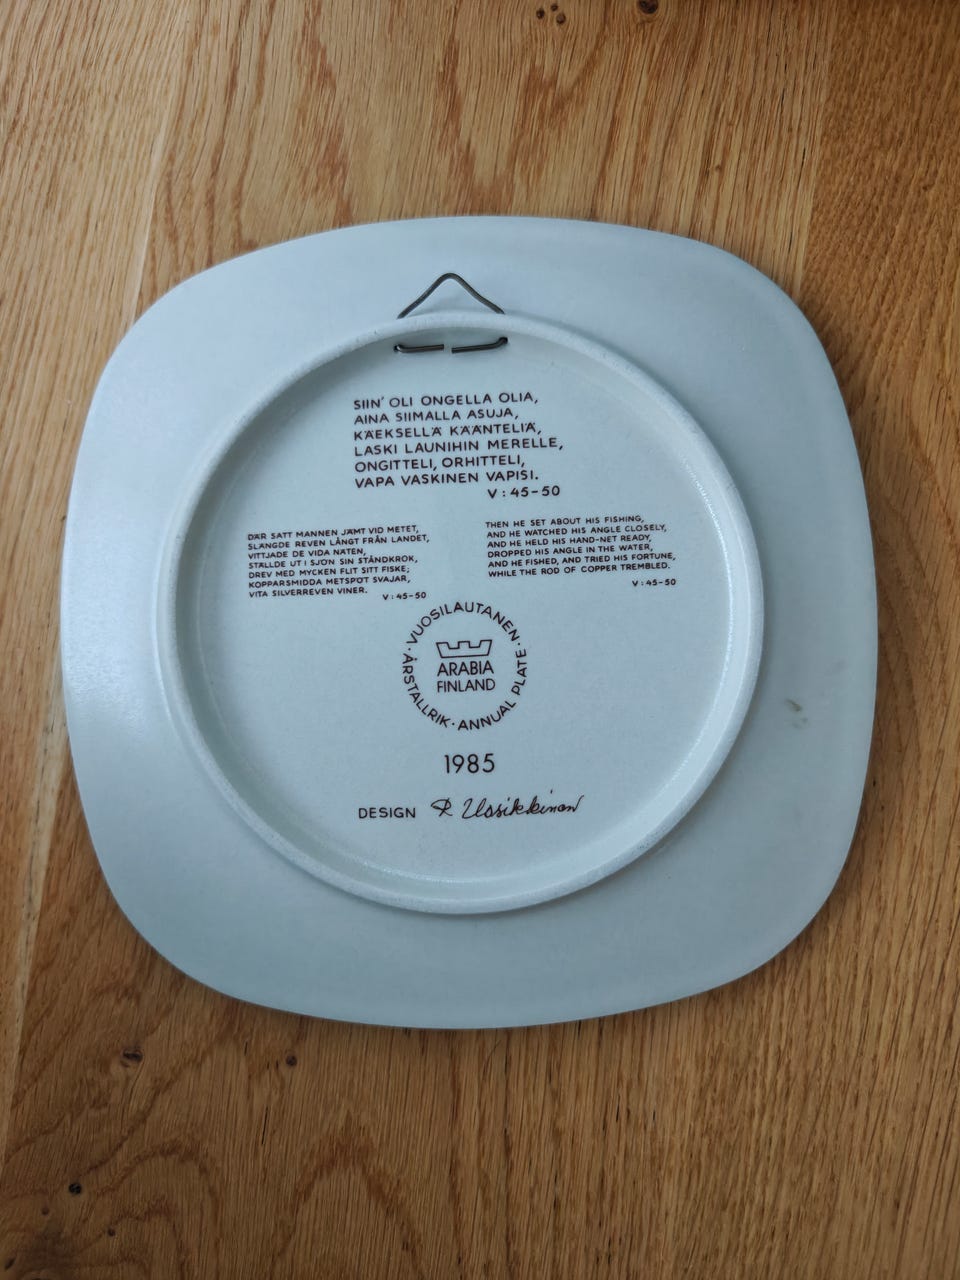 SIIN' OLI ONGELLA OLIA,
AINA SIIMALLA ASUJA,
KÄEKSELLÄ KÄÄNTELIÄ,
LASKI LAUNIHIN MERELLE,
ONGITTELI, ORHITTELI,
VAPA VASKINEN VAPISI.
V : 45-50
DÄR SATT MANNEN JÄMT VID METET,
SLÄNGDE REVEN LÅNGT FRÅN LANDET,
VITTJADE DE VIDA NÄTEN,
STÄLLDE UT I SJÖN SIN STÅNDKROK,
DREV MED MYCKEN FLIT SITT FISKE;
KOPPARSMIDDA METSPÖT SVAJAR,
VITA SILVERREVEN VINER.
V : 45-50
THEN HE SET ABOUT HIS FISHING,
AND HE WATCHED HIS ANGLE CLOSELY,
AND HE HELD HIS HAND-NET READY,
DROPPED HIS ANGLE IN THE WATER,
AND HE FISHED, AND TRIED HIS FORTUNE,
WHILE THE ROD OF COPPER TREMBLED.
V : 45-50
· VUOSILAUTANEN · ANNUAL PLATE · ÅRSTALLRIK
ARABIA
FINLAND
1985
DESIGN R Uosikkinen